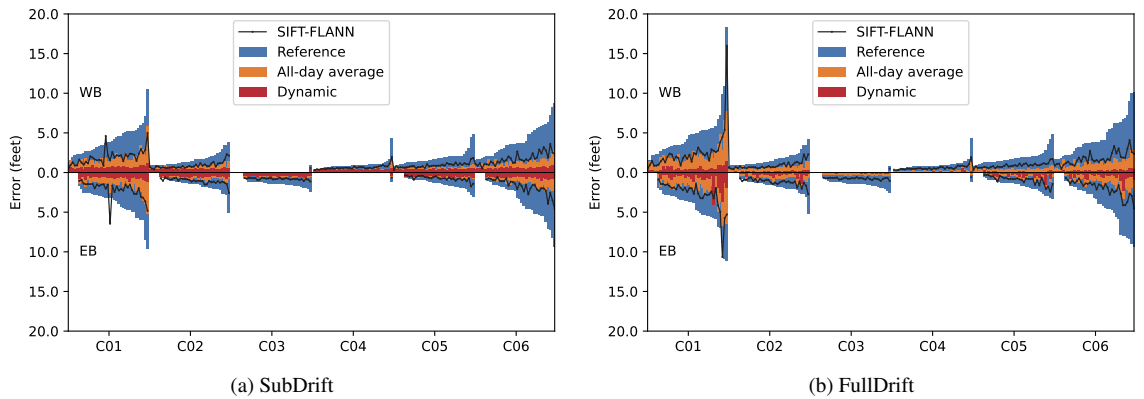 20.0
15.0
10.0
5.0
0.0
5.0
10.0
15.0
20.0
Error (feet)
WB
EB
SIFT-FLANN
Reference
All-day average
Dynamic
C01 C02 C03 C04 C05 C06
(a) SubDrift
20.0
15.0
10.0
5.0
0.0
5.0
10.0
15.0
20.0
Error (feet)
WB
EB
SIFT-FLANN
Reference
All-day average
Dynamic
C01 C02 C03 C04 C05 C06
(b) FullDrift